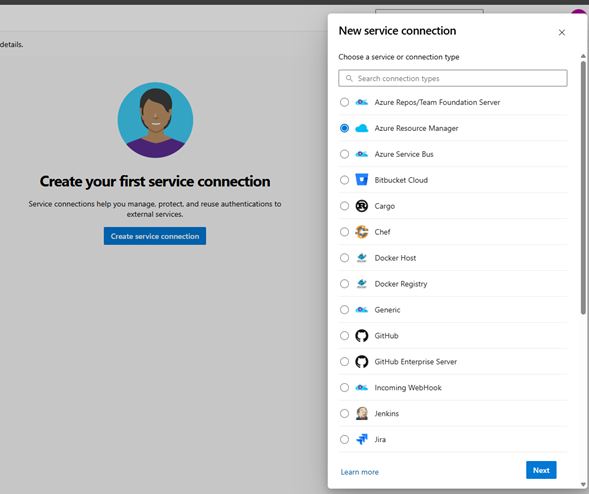 details.
Create your first service connection
Service connections help you manage, protect, and reuse authentications to
external services.
Create service connection
New service connection
Choose a service or connection type
Search connection types
Azure Repos/Team Foundation Server
Azure Resource Manager
Azure Service Bus
Bitbucket Cloud
Cargo
Chef
Docker Host
Docker Registry
Generic
GitHub
GitHub Enterprise Server
Incoming WebHook
Jenkins
Jira
Learn more
Next